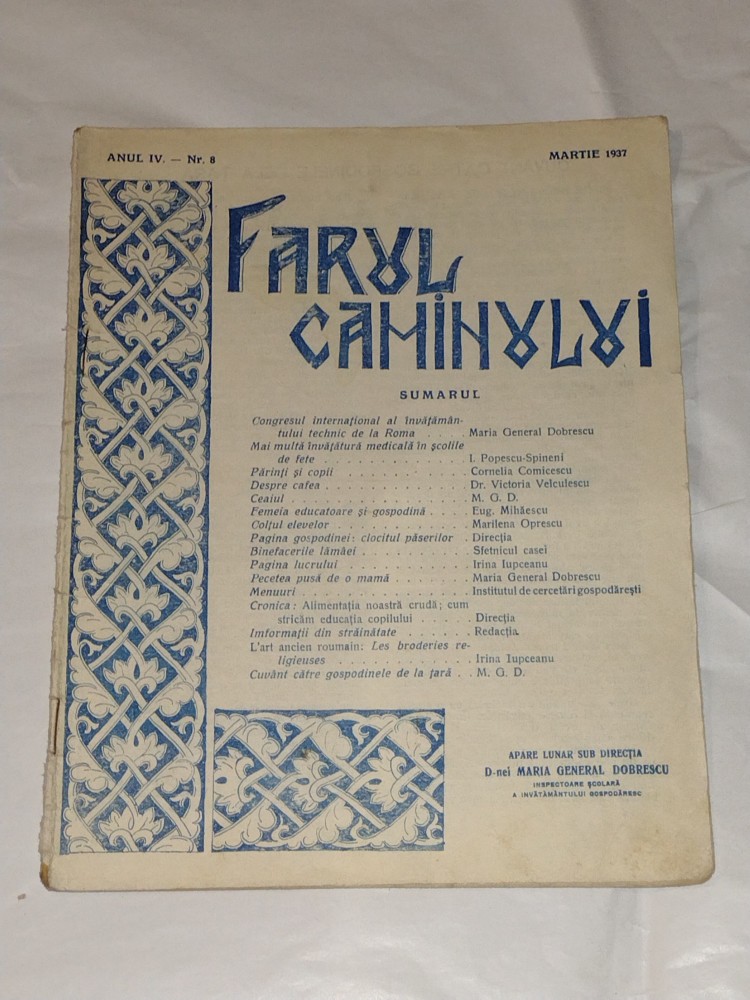 ANUL IV. — Nr. 8
MARTIE 1937
FARUL
CAMINULUI
SUMARUL
Congresul internațional al învățămân-
tului technic de la Roma . . . . Maria General Dobrescu
Mai multă învățătură medicală în școlile
de fete . . . . . . . . . . . . I. Popescu-Spineni
Părinți și copii . . . . . . . . . . Cornelia Comicescu
Despre cafea . . . . . . . . . . . . Dr. Victoria Velculescu
Ceaiul . . . . . . . . . . . . . . M. G. D.
Femeia educatoare și gospodină . . . . Eug. Mihăescu
Colțul elevelor . . . . . . . . . . . Marilena Oprescu
Pagina gospodinei: clocitul păserilor . Direcția
Binefacerile lămâei . . . . . . . . . Sfetnicul casei
Pagina lucrului . . . . . . . . . . . Irina Iupceanu
Pecetea pusă de o mamă . . . . . . . Maria General Dobrescu
Menuuri . . . . . . . . . . . . . . Institutul de cercetări gospodărești
Cronica: Alimentația noastră crudă; cum
stricăm educația copilului . . . . . Direcția
Imformații din străinătate . . . . . . Redacția.
L'art ancien roumain: Les broderies re-
ligieuses . . . . . . . . . . . . Irina Iupceanu
Cuvânt către gospodinele de la țară . . M. G. D.
APARE LUNAR SUB DIRECȚIA
D-nei MARIA GENERAL DOBRESCU
INSPECTOARE ȘCOLARĂ
A INVĂTĂMÂNTULUI GOSPODĂRESC